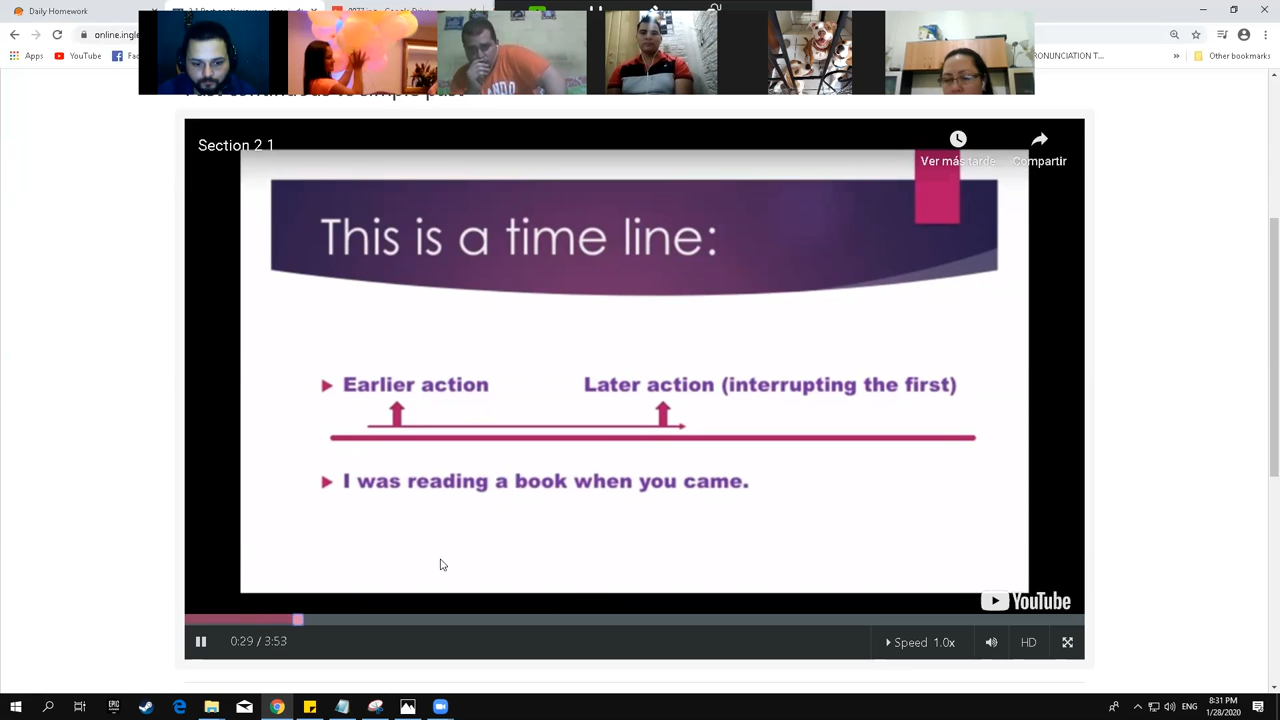 Daily Homework
Apps
YouTube
RONUNCIATION T...
»
Other bookmarks
Section 2 1
Ver más tarde
Compartir
This is a time line:
Earlier action
Later action (interrupting the first)
I was reading a book when you came.
YouTube
0:29 / 3:53
Speed 1.0x
HD
ENG
8:31 PM
1/28/2020